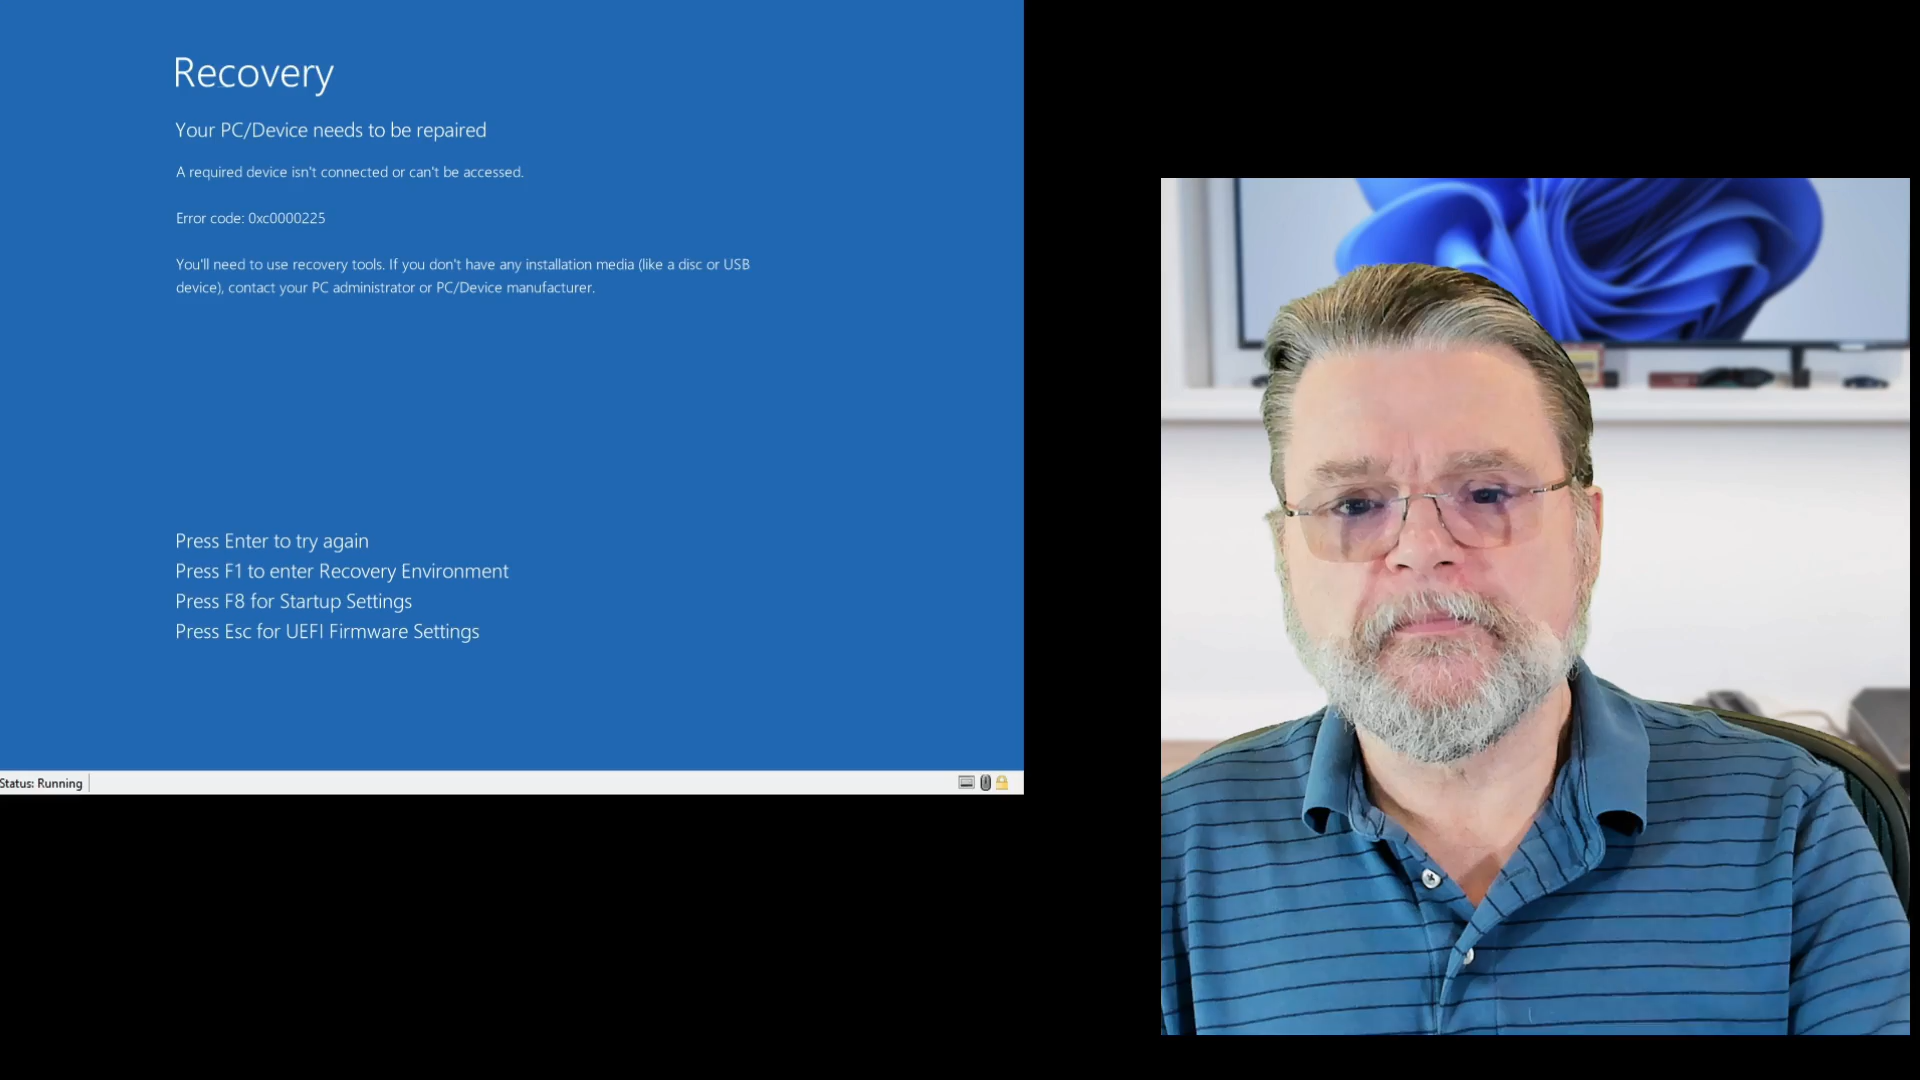 Recovery
Your PC/Device needs to be repaired
A required device isn't connected or can't be accessed.
Error code: 0xc0000225
You'll need to use recovery tools. If you don't have any installation media (like a disc or USB
device), contact your PC administrator or PC/Device manufacturer.
Press Enter to try again
Press F1 to enter Recovery Environment
Press F8 for Startup Settings
Press Esc for UEFI Firmware Settings
Status: Running